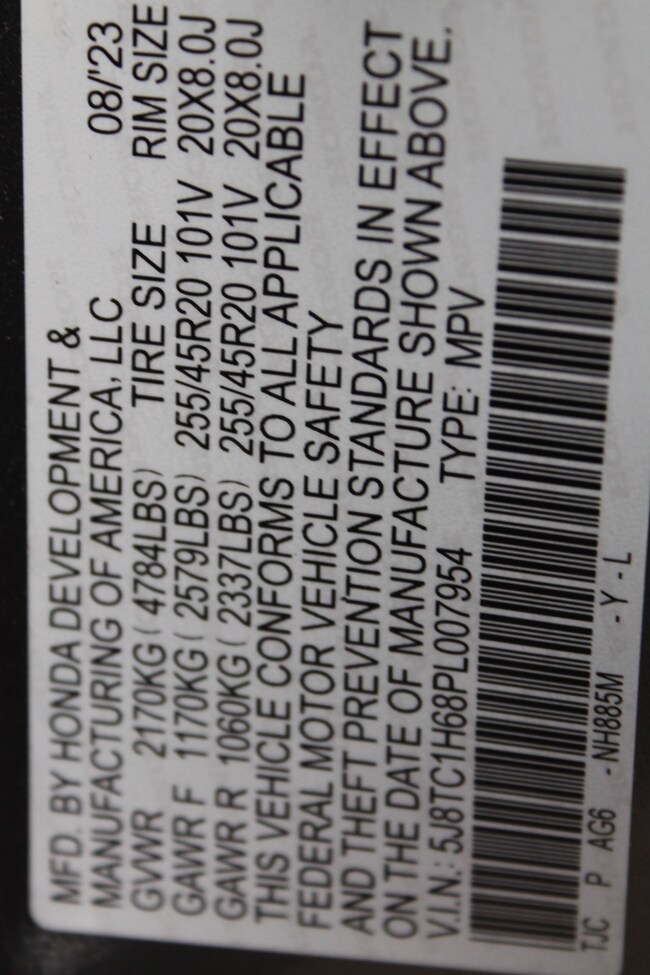 MFD. BY HONDA DEVELOPMENT &
MANUFACTURING OF AMERICA, LLC 08/'23
GVWR 2170KG ( 4784LBS) TIRE SIZE RIM SIZE
GAWR F 1170KG ( 2579LBS) 255/45R20 101V 20X8.0J
GAWR R 1060KG ( 2337LBS) 255/45R20 101V 20X8.0J
THIS VEHICLE CONFORMS TO ALL APPLICABLE
FEDERAL MOTOR VEHICLE SAFETY
AND THEFT PREVENTION STANDARDS IN EFFECT
ON THE DATE OF MANUFACTURE SHOWN ABOVE.
V.I.N.: 5J8TC1H68PL007954 TYPE: MPV
TJC P AG6 - NH885M - Y - L